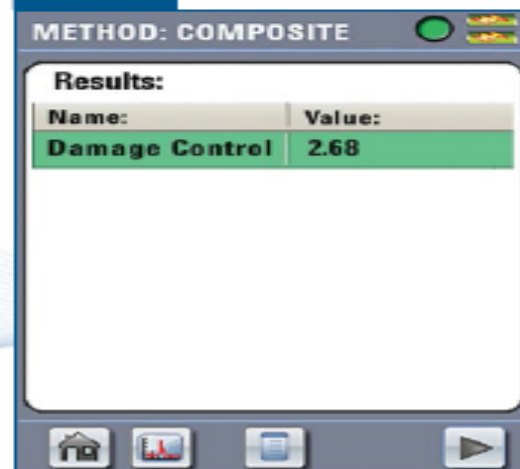 METHOD: COMPOSITE
Results:
Name: Value:
Damage Control 2.68